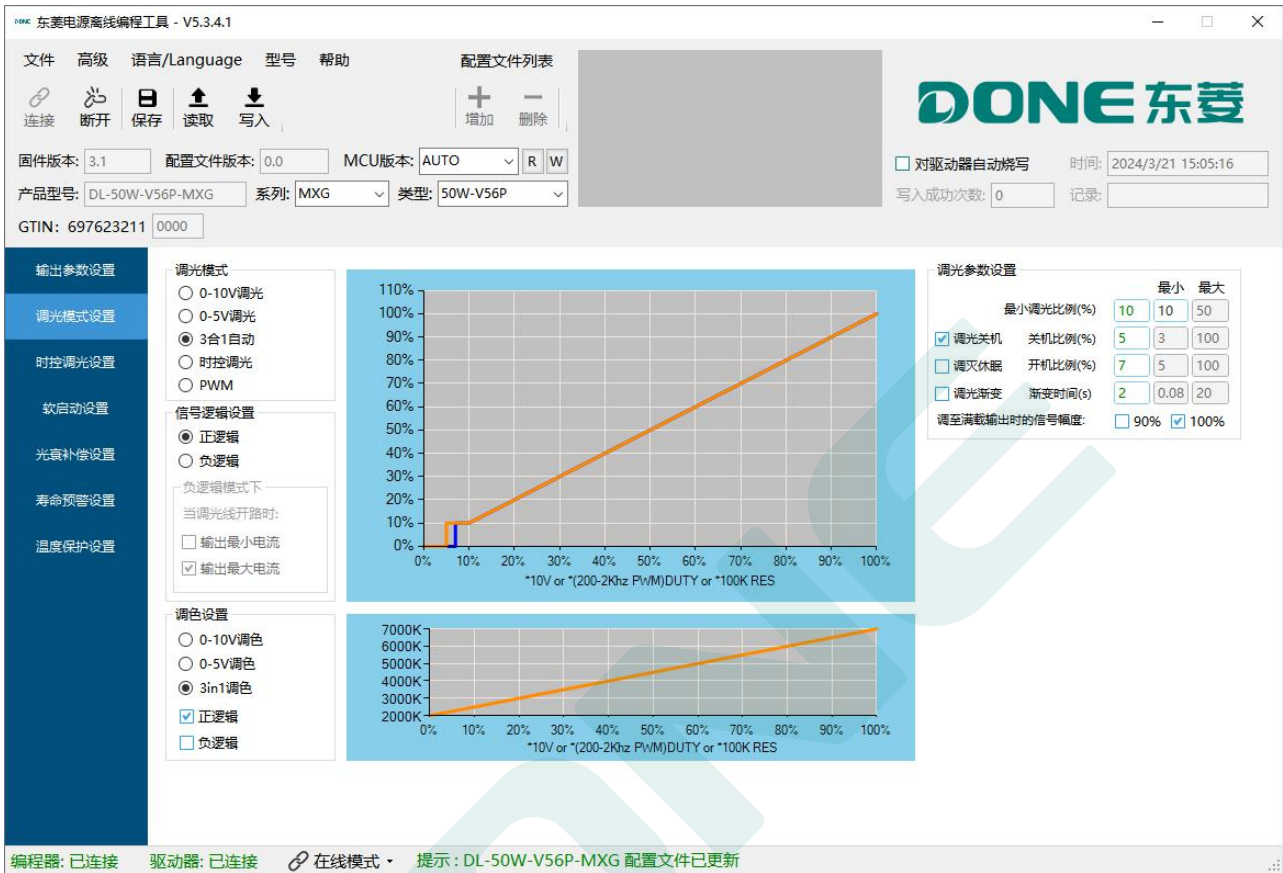 DONE 东菱电源离线编程工具 - V5.3.4.1
文件 高级 语言/Language 型号 帮助 配置文件列表
连接 断开 保存 读取 写入 增加 删除
DONE 东菱
固件版本: 3.1 配置文件版本: 0.0 MCU版本: AUTO R W
对驱动器自动烧写 时间: 2024/3/21 15:05:16
产品型号: DL-50W-V56P-MXG 系列: MXG 类型: 50W-V56P
写入成功次数: 0 记录:
GTIN: 697623211 0000
输出参数设置
调光模式设置
时控调光设置
软启动设置
光衰补偿设置
寿命预警设置
温度保护设置
调光模式
0-10V调光
0-5V调光
3合1自动
时控调光
PWM
信号逻辑设置
正逻辑
负逻辑
负逻辑模式下
当调光线开路时:
输出最小电流
输出最大电流
调色设置
0-10V调色
0-5V调色
3in1调色
正逻辑
负逻辑
110%
100%
90%
80%
70%
60%
50%
40%
30%
20%
10%
0%
0% 10% 20% 30% 40% 50% 60% 70% 80% 90% 100%
*10V or *(200-2Khz PWM)DUTY or *100K RES
7000K
6000K
5000K
4000K
3000K
2000K
0% 10% 20% 30% 40% 50% 60% 70% 80% 90% 100%
*10V or *(200-2Khz PWM)DUTY or *100K RES
调光参数设置
最小 最大
最小调光比例(%) 10 10 50
调光关机 关机比例(%) 5 3 100
调灭休眠 开机比例(%) 7 5 100
调光渐变 渐变时间(s) 2 0.08 20
调至满载输出时的信号幅度: 90% 100%
编程器: 已连接 驱动器: 已连接 在线模式 提示 : DL-50W-V56P-MXG 配置文件已更新